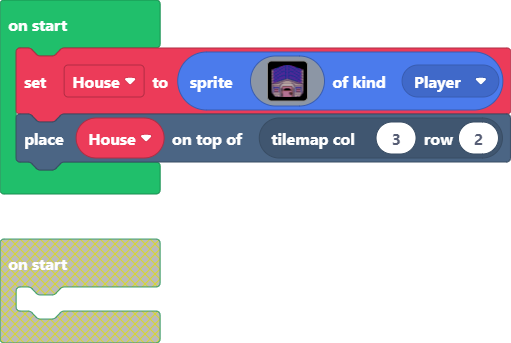 on start
set House to sprite of kind Player
place House on top of tilemap col 3 row 2
on start